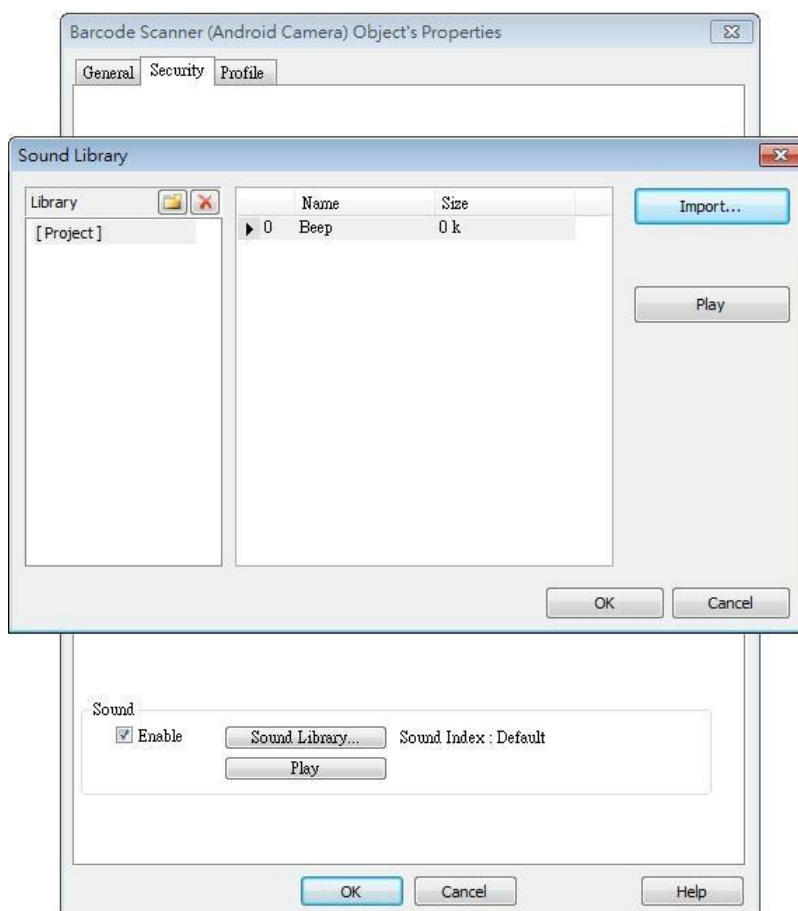 Barcode Scanner (Android Camera) Object's Properties
General Security Profile
Sound Library
Library
[Project]
Name Size
0 Beep 0 k
Import...
Play
OK Cancel
Sound
Enable Sound Library... Sound Index : Default
Play
OK Cancel Help